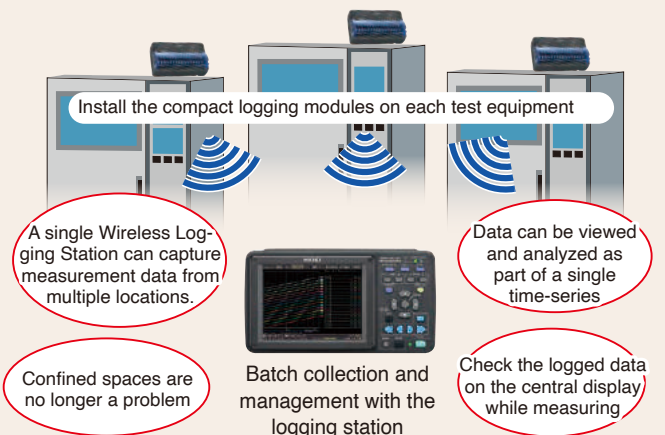 Install the compact logging modules on each test equipment
A single Wireless Log-
ging Station can capture
measurement data from
multiple locations.
Data can be viewed
and analyzed as
part of a single
time-series
HIOKI
Confined spaces are
no longer a problem
Batch collection and
management with the
logging station
Check the logged data
on the central display
while measuring